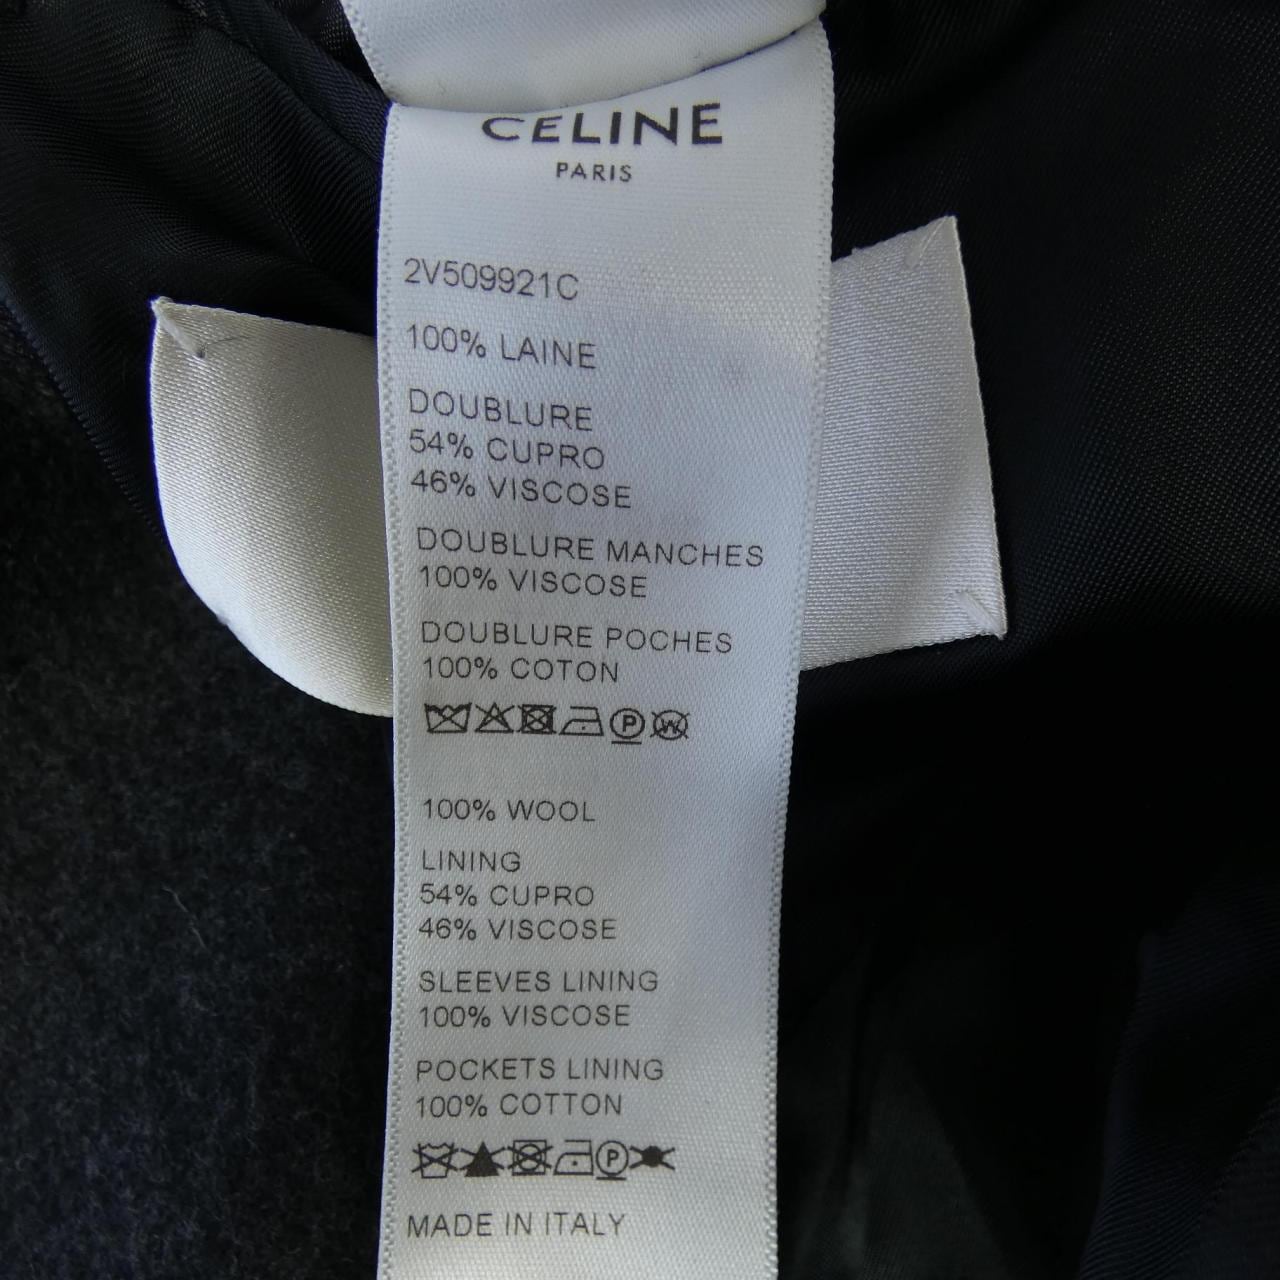 CELINE
PARIS
2V509921C
100% LAINE
DOUBLURE
54% CUPRO
46% VISCOSE
DOUBLURE MANCHES
100% VISCOSE
DOUBLURE POCHES
100% COTON
P W
100% WOOL
LINING
54% CUPRO
46% VISCOSE
SLEEVES LINING
100% VISCOSE
POCKETS LINING
100% COTTON
P
MADE IN ITALY